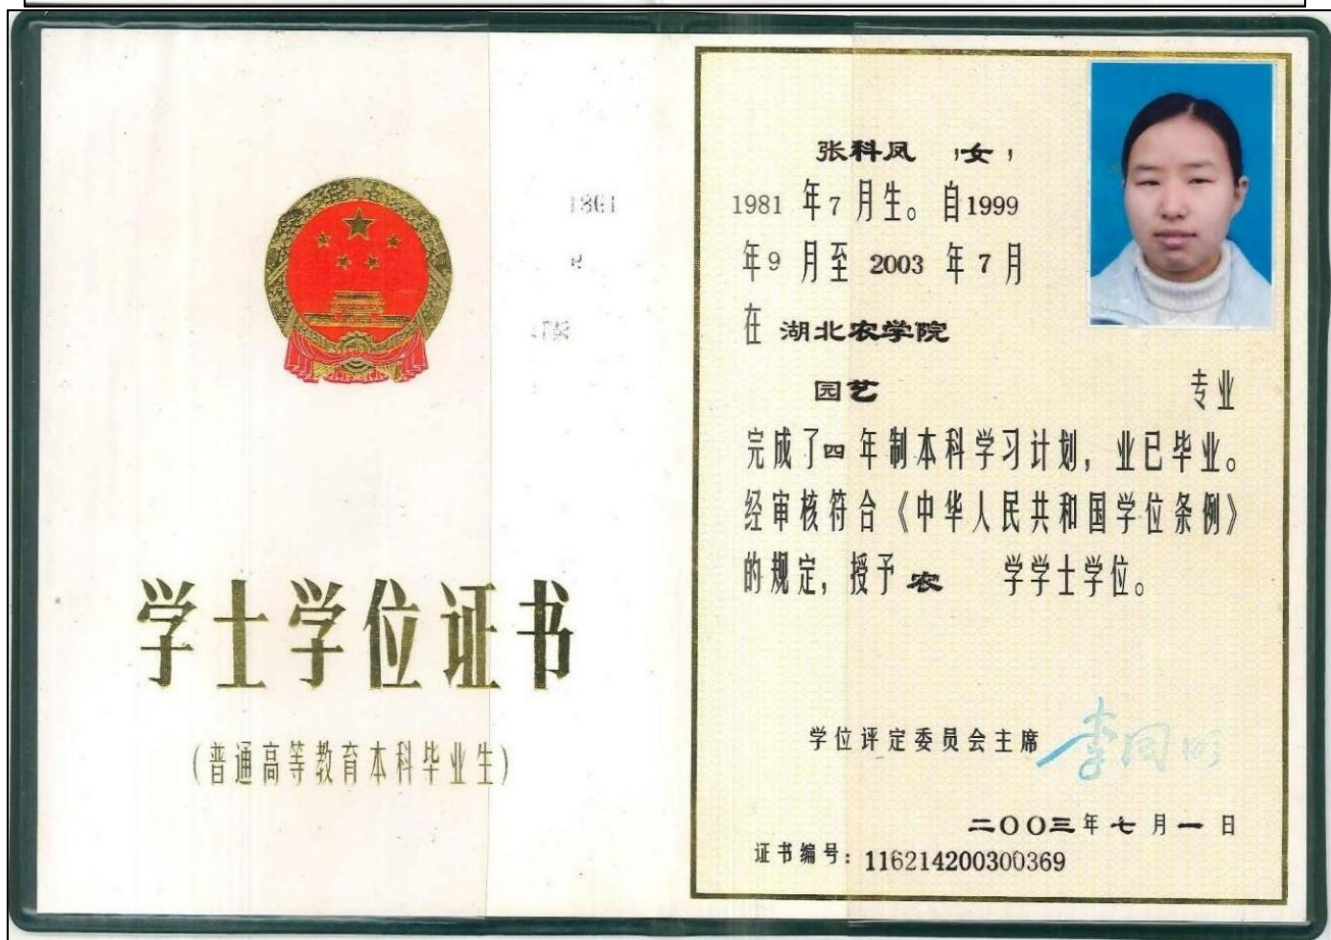 学士学位证书
(普通高等教育本科毕业生)
张科凤 ，女，
1981 年 7 月生。自1999
年 9 月至 2003 年 7 月
在 湖北农学院
园艺 专业
完成了四年制本科学习计划，业已毕业。
经审核符合《中华人民共和国学位条例》
的规定，授予 农 学学士学位。
学位评定委员会主席
二〇〇三年七月一日
证书编号：116214200300369